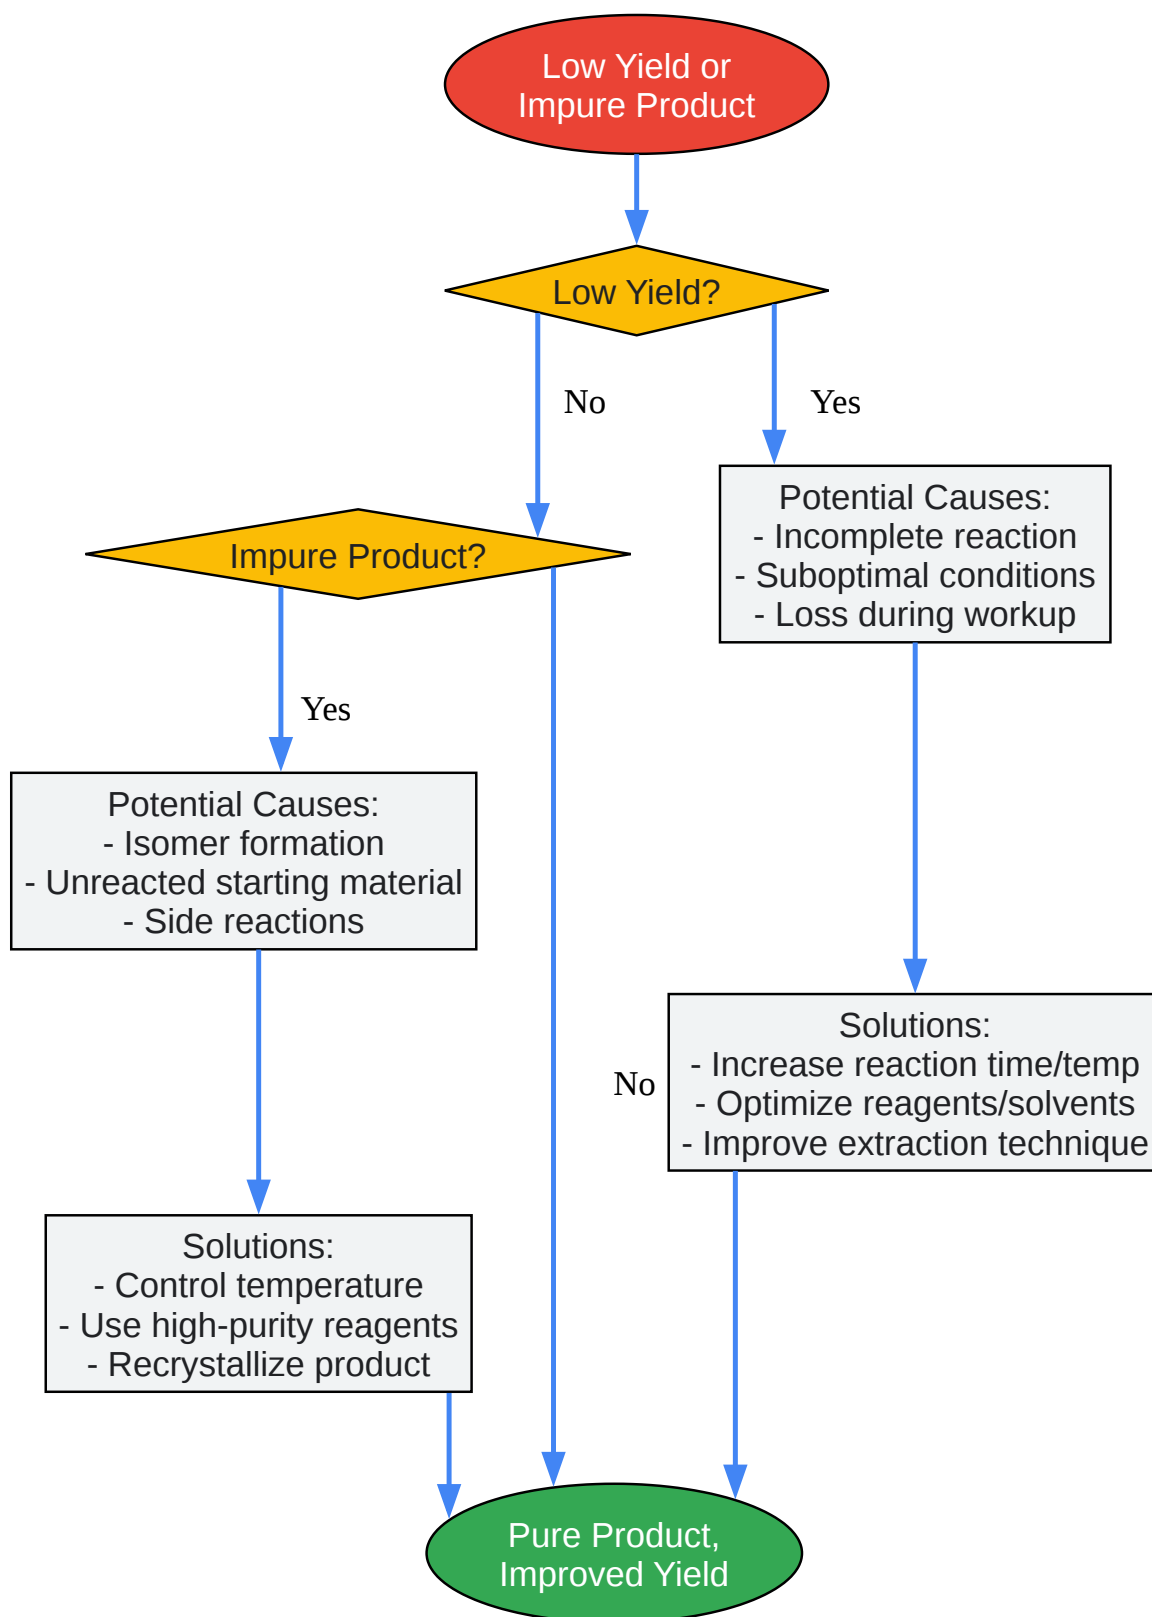 Low Yield or
Impure Product
Low Yield?
No
Yes
Potential Causes:
- Incomplete reaction
- Suboptimal conditions
- Loss during workup
Impure Product?
Yes
Potential Causes:
- Isomer formation
- Unreacted starting material
- Side reactions
Solutions:
- Increase reaction time/temp
- Optimize reagents/solvents
- Improve extraction technique
No
Solutions:
- Control temperature
- Use high-purity reagents
- Recrystallize product
Pure Product,
Improved Yield